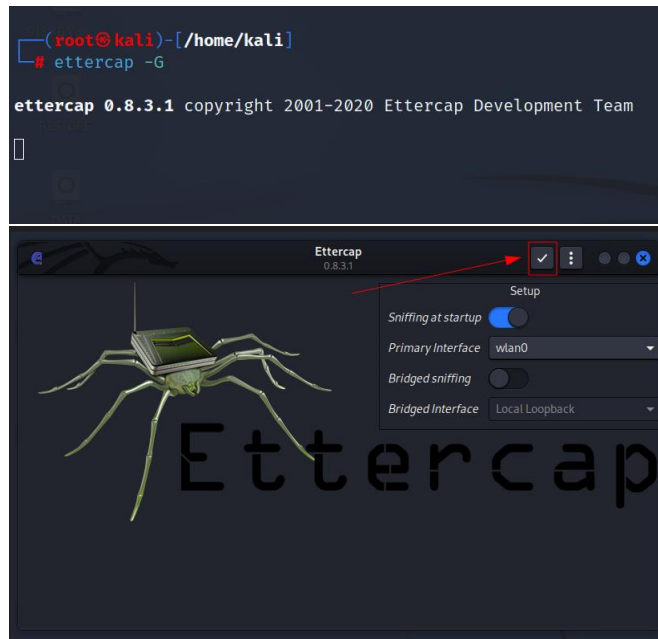 (root㉿kali)-[/home/kali]
# ettercap -G
ettercap 0.8.3.1 copyright 2001-2020 Ettercap Development Team
Ettercap
0.8.3.1
Setup
Sniffing at startup
Primary Interface wlan0
Bridged sniffing
Bridged Interface Local Loopback
Ettercap